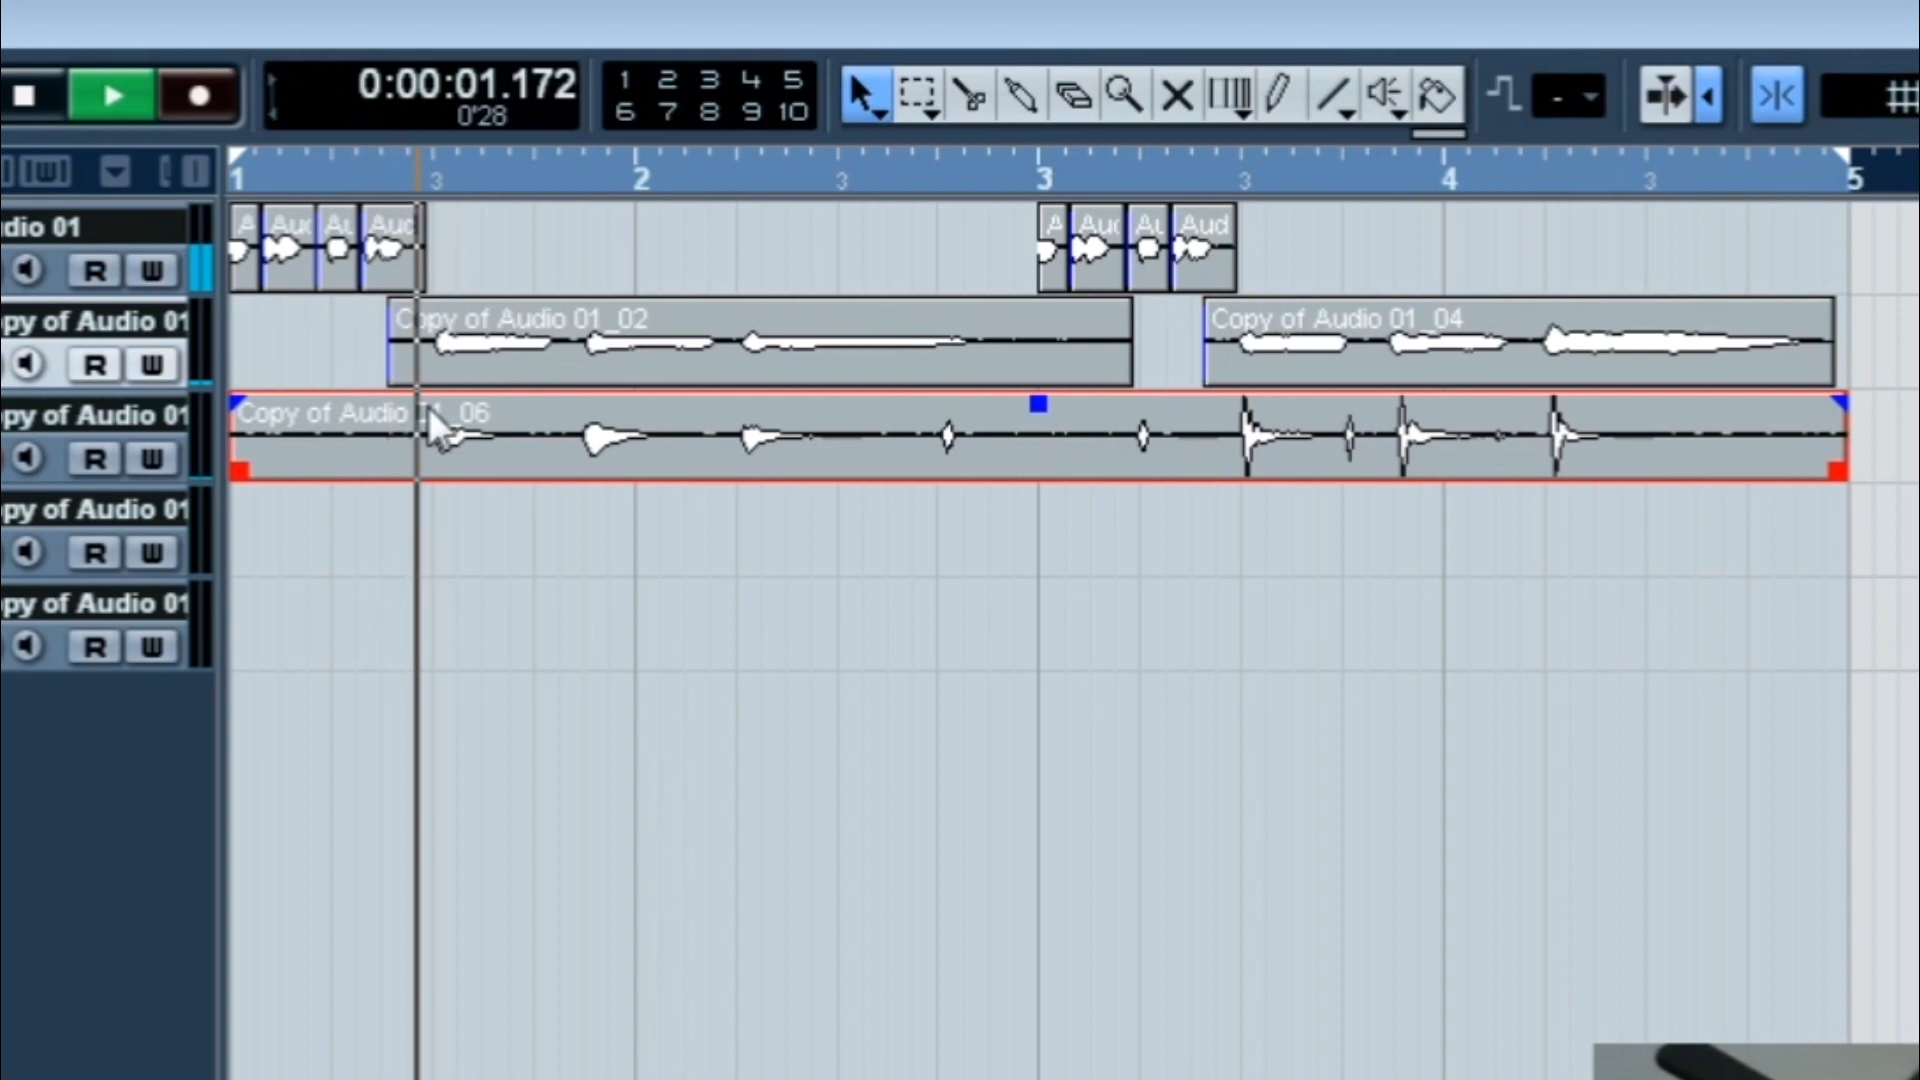 0:00:01.172
0"28
1 2 3 4 5
6 7 8 9 10
-
1 3 2 3 3 3 4 3 5
dio 01
A Aud Au Aud A Aud Au Aud
R W
py of Audio 01
Copy of Audio 01_02 Copy of Audio 01_04
R W
py of Audio 01
Copy of Audio 01_06
R W
py of Audio 01
R W
py of Audio 01
R W